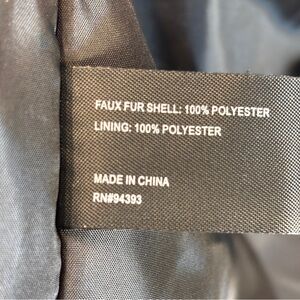 FAUX FUR SHELL: 100% POLYESTER
LINING: 100% POLYESTER
MADE IN CHINA
RN#94393